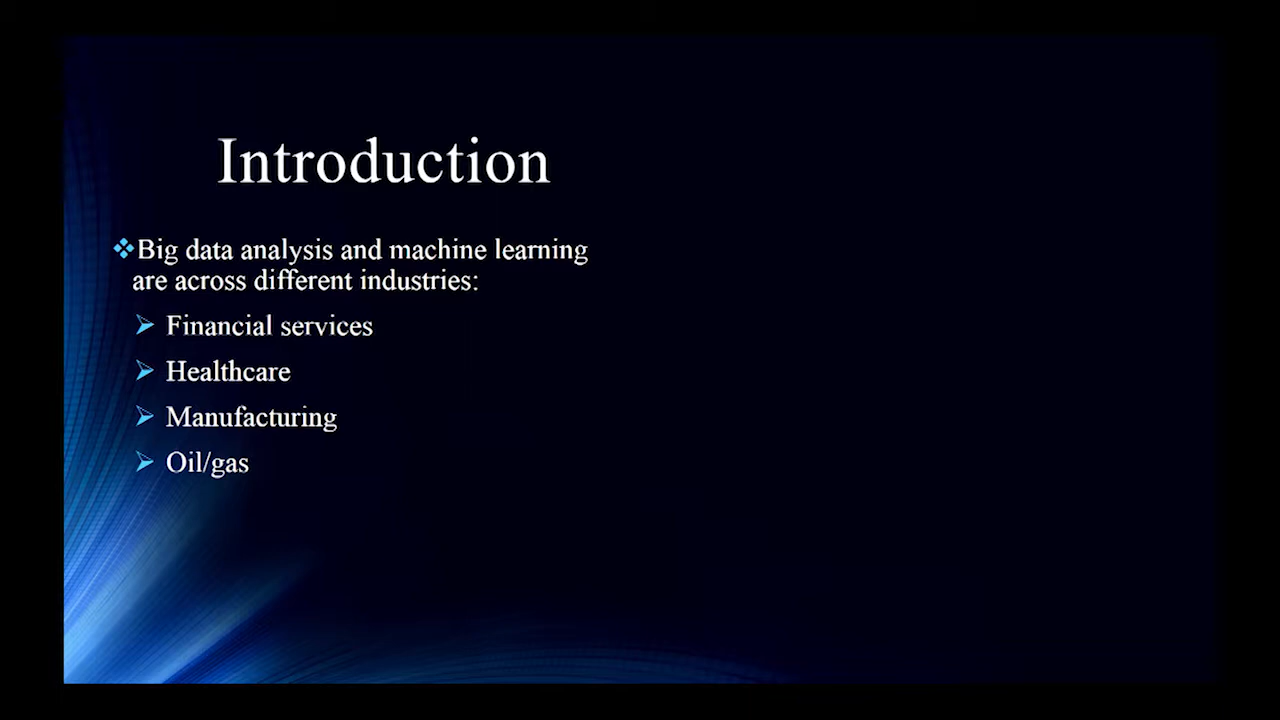 Introduction
Big data analysis and machine learning
are across different industries:
Financial services
Healthcare
Manufacturing
Oil/gas